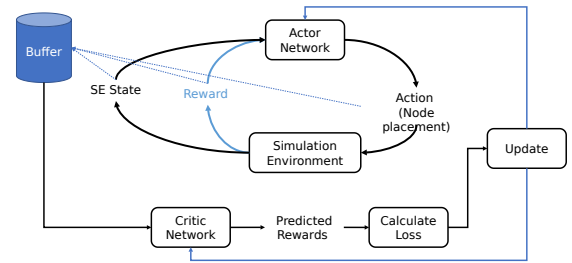 Buffer
Actor
Network
SE State
Reward
Action
(Node
placement)
Simulation
Environment
Update
Critic
Network
Predicted
Rewards
Calculate
Loss